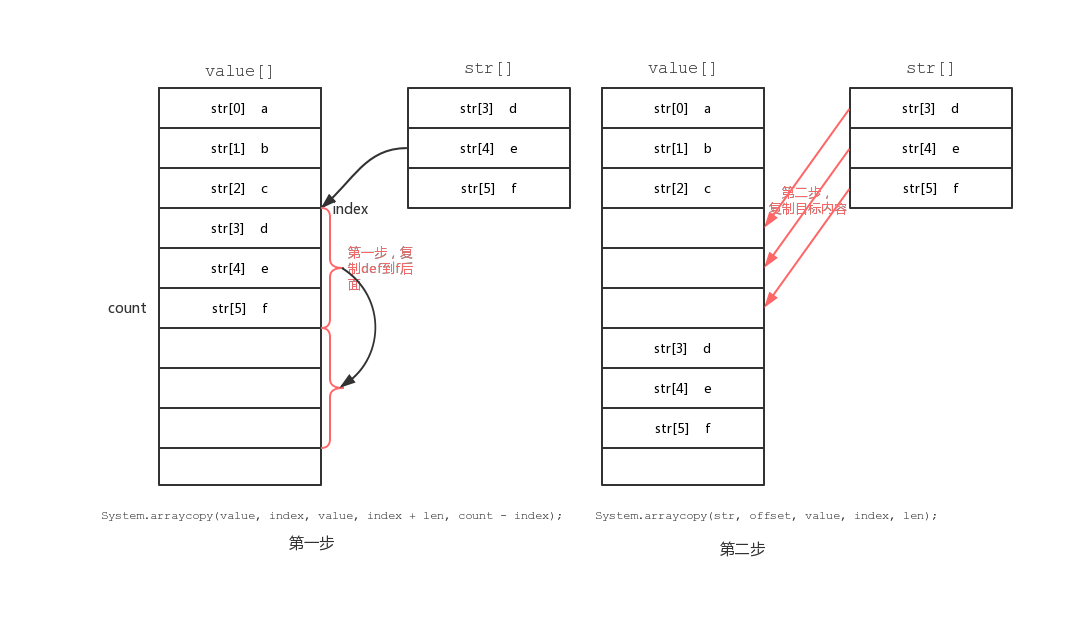 value[]
str[0] a
str[1] b
str[2] c
str[3] d
str[4] e
str[5] f
count
str[]
str[3] d
str[4] e
str[5] f
index
第一步，复
制def到f后
面
System.arraycopy(value, index, value, index + len, count - index);
第一步
value[]
str[0] a
str[1] b
str[2] c
str[3] d
str[4] e
str[5] f
str[]
str[3] d
str[4] e
str[5] f
第二步，
复制目标内容
System.arraycopy(str, offset, value, index, len);
第二步